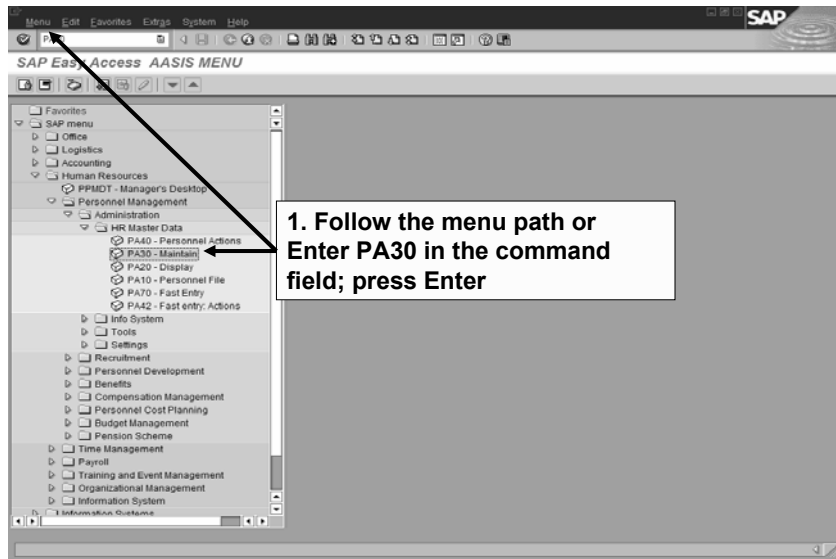 Menu Edit Favorites Extras System Help
SAP
SAP Easy Access AASIS MENU
Favorites
SAP menu
Office
Logistics
Accounting
Human Resources
PPMDT - Manager's Desktop
Personnel Management
Administration
HR Master Data
PA40 - Personnel Actions
PA30 - Maintain
PA20 - Display
PA10 - Personnel File
PA70 - Fast Entry
PA42 - Fast entry: Actions
Info System
Tools
Settings
Recruitment
Personnel Development
Benefits
Compensation Management
Personnel Cost Planning
Budget Management
Pension Scheme
Time Management
Payroll
Training and Event Management
Organizational Management
Information System
Information Systems
1. Follow the menu path or
Enter PA30 in the command
field; press Enter